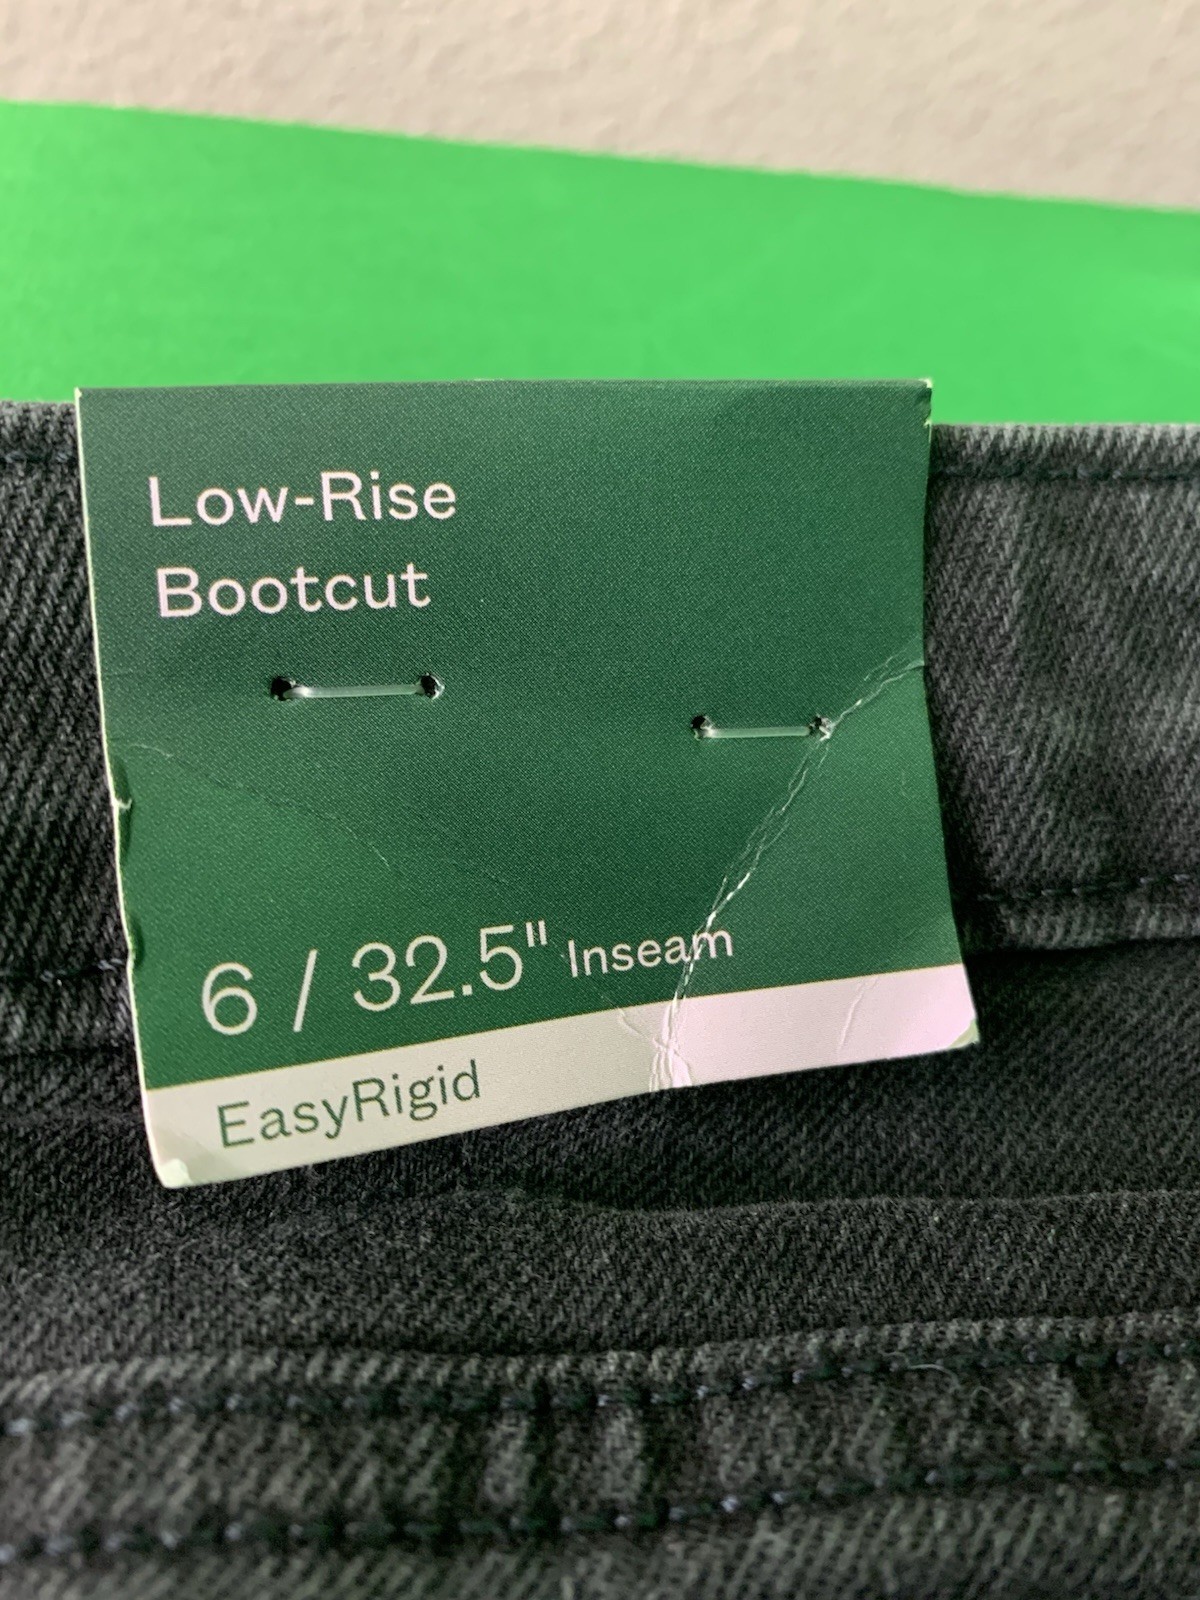 Low-Rise
Bootcut
6 / 32.5" Inseam
EasyRigid